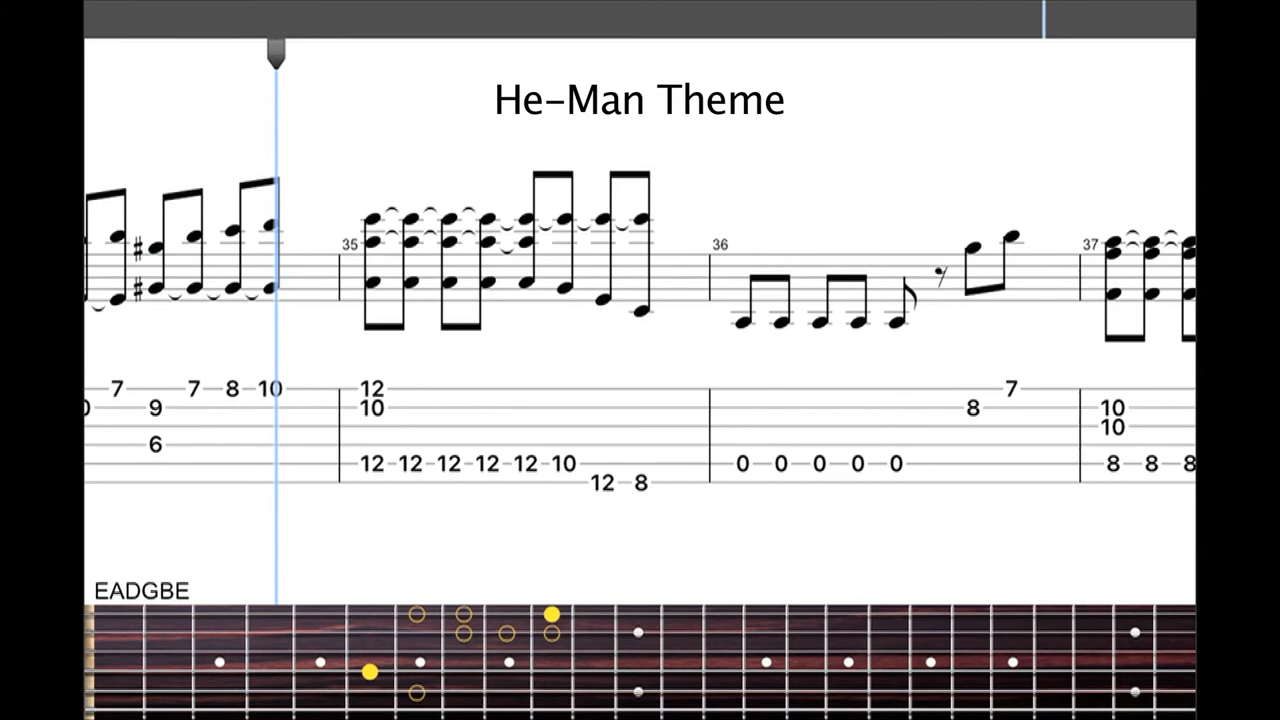 He-Man Theme
35 36 37
7 7 8 10 12 7
0 9 10 8 10
6 10
12 12 12 12 12 10 0 0 0 0 0 8 8 8
12 8
EADGBE